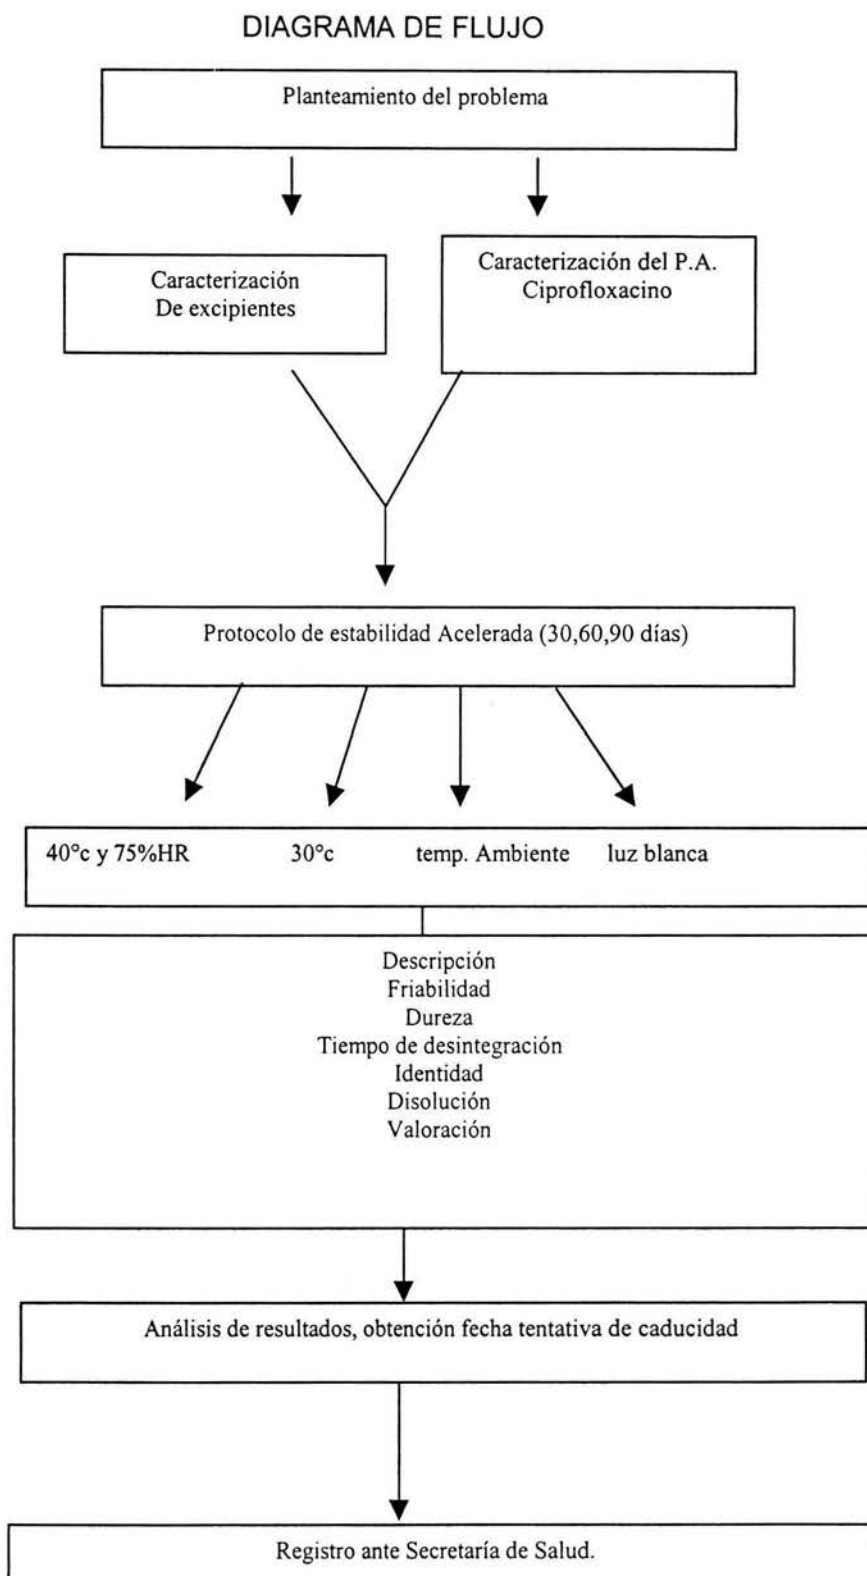 DIAGRAMA DE FLUJO
Planteamiento del problema
Caracterización
De excipientes
Caracterización del P.A.
Ciprofloxacino
Protocolo de estabilidad Acelerada (30,60,90 días)
40°c y 75%HR 30°c temp. Ambiente luz blanca
Descripción
Friabilidad
Dureza
Tiempo de desintegración
Identidad
Disolución
Valoración
Análisis de resultados, obtención fecha tentativa de caducidad
Registro ante Secretaría de Salud.